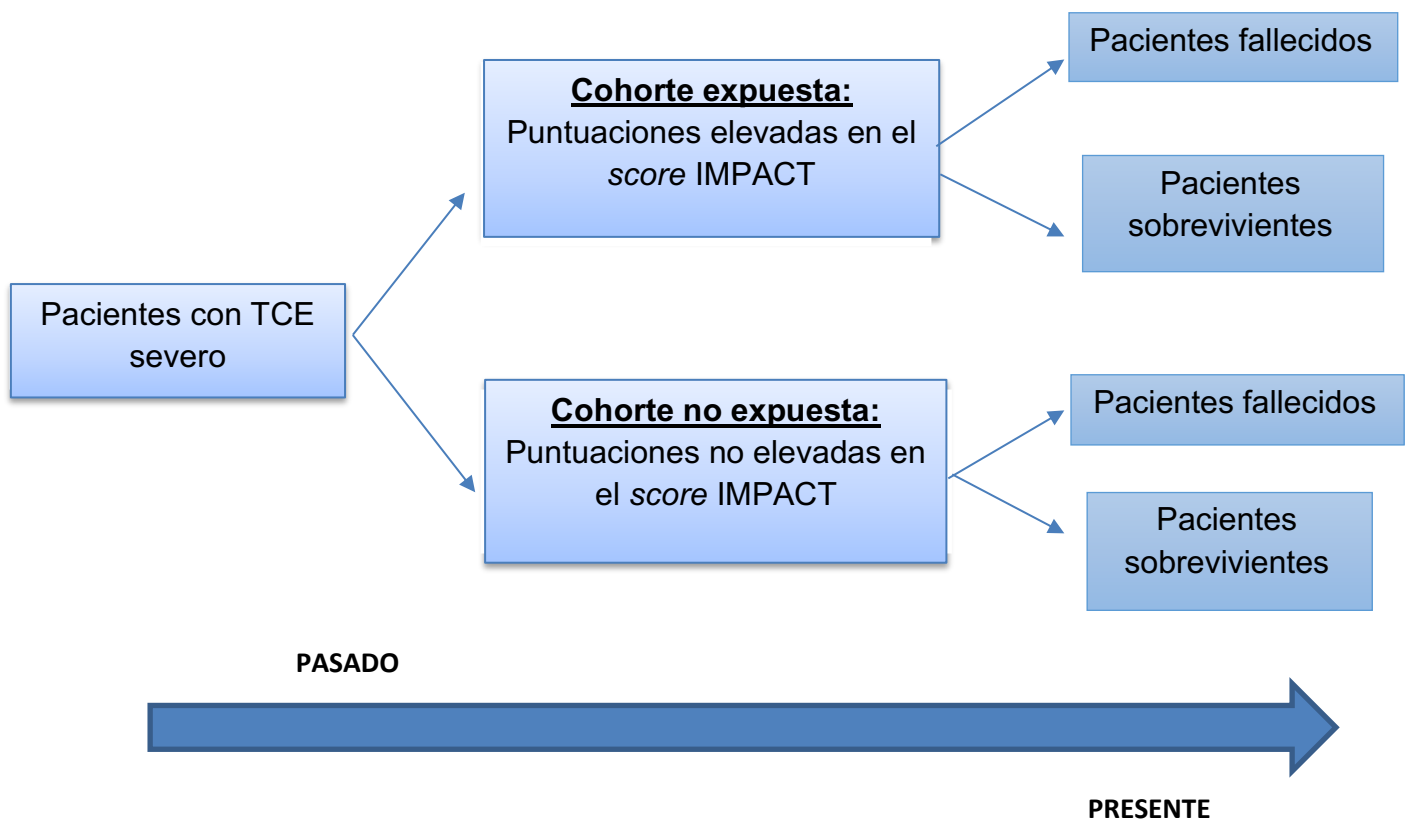 Pacientes con TCE
severo
Cohorte expuesta:
Puntuaciones elevadas en el
score IMPACT
Pacientes fallecidos
Pacientes
sobrevivientes
Cohorte no expuesta:
Puntuaciones no elevadas en
el score IMPACT
Pacientes fallecidos
Pacientes
sobrevivientes
PASADO
PRESENTE